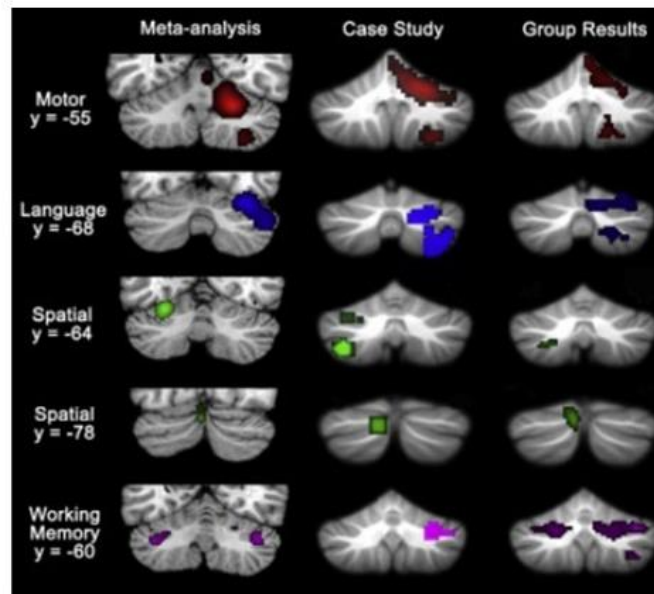 Meta-analysis Case Study Group Results
Motor
y = -55
Language
y = -68
Spatial
y = -64
Spatial
y = -78
Working
Memory
y = -60